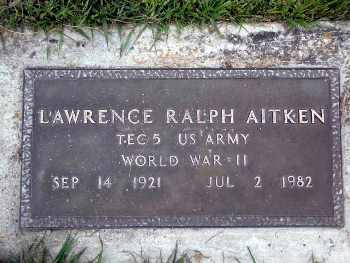 LAWRENCE RALPH AITKEN
TEC 5 US ARMY
WORLD WAR II
SEP 14 1921 JUL 2 1982